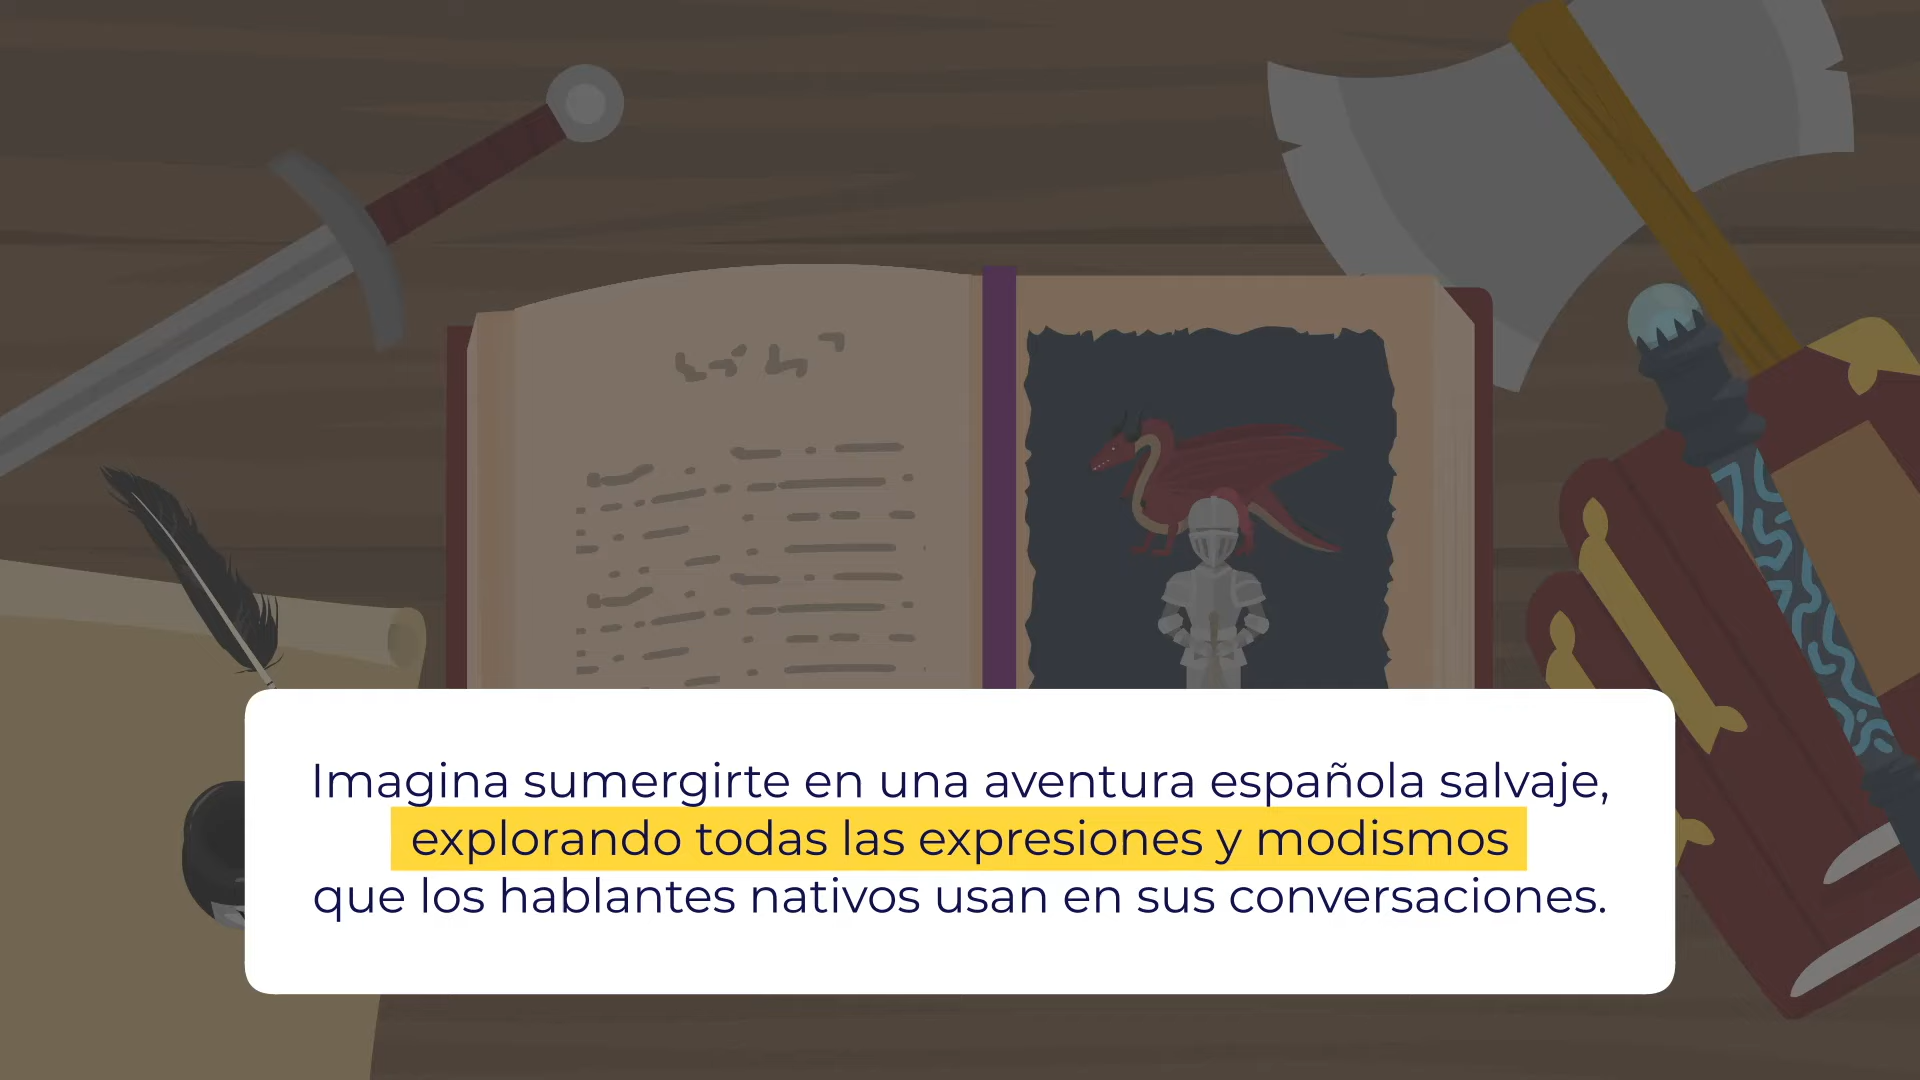 Imagina sumergirte en una aventura española salvaje,
explorando todas las expresiones y modismos
que los hablantes nativos usan en sus conversaciones.